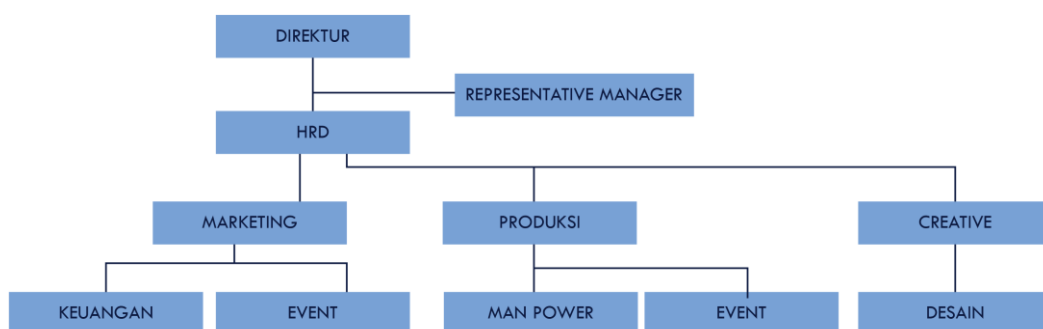 DIREKTUR
REPRESENTATIVE MANAGER
HRD
MARKETING
PRODUKSI
CREATIVE
KEUANGAN
EVENT
MAN POWER
EVENT
DESAIN